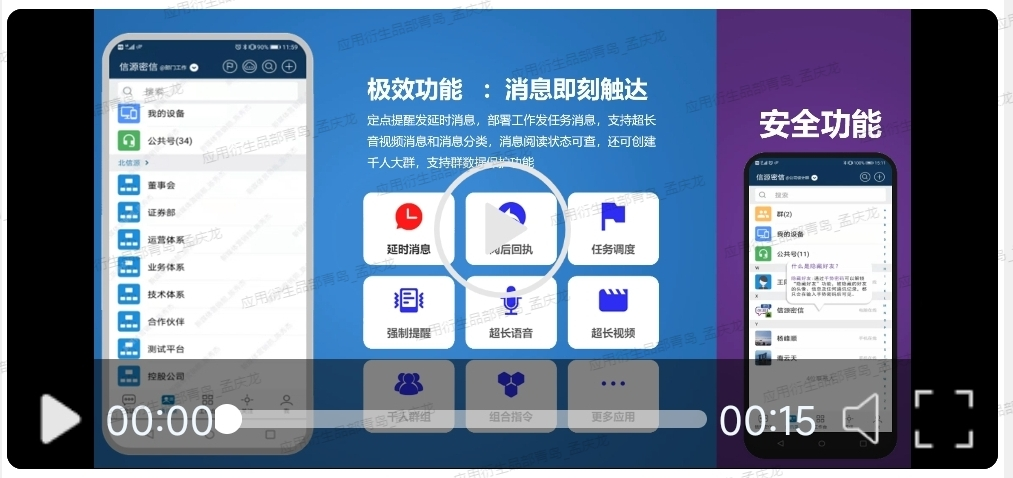 11:59
信源密信 @部门工作
搜索
我的设备
公共号(34)
北信源
董事会
证券部
运营体系
业务体系
技术体系
合作伙伴
测试平台
控股公司
极效功能 ：消息即刻触达
定点提醒发延时消息，部署工作发任务消息，支持超长
音视频消息和消息分类，消息阅读状态可查，还可创建
千人大群，支持群数据保护功能
延时消息
阅后回执
任务调度
强制提醒
超长语音
超长视频
千人群组
组合指令
更多应用
安全功能
信源密信
搜索
群(2)
我的设备
公共号(11)
什么是隐藏好友?
信源密信
杨峰顺
00:00
00:15
应用衍生品部青岛_孟庆龙